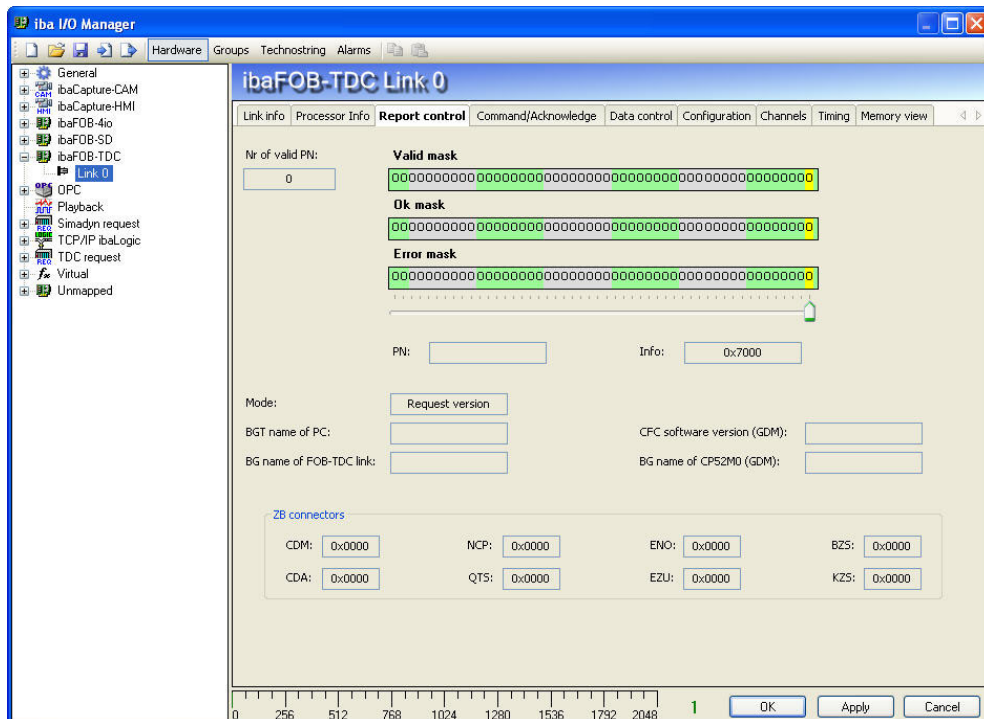 iba I/O Manager
Hardware Groups Technostring Alarms
General
ibaCapture-CAM
ibaCapture-HMI
ibaFOB-4io
ibaFOB-SD
ibaFOB-TDC
Link 0
OPC
Playback
Simadyn request
TCP/IP ibaLogic
TDC request
Virtual
Unmapped
ibaFOB-TDC Link 0
Link info Processor Info Report control Command/Acknowledge Data control Configuration Channels Timing Memory view
Nr of valid PN: Valid mask
0 00000000000000000000000000000000000000000000000000
Ok mask
00000000000000000000000000000000000000000000000000
Error mask
00000000000000000000000000000000000000000000000000
PN: Info: 0x7000
Mode: Request version
BGT name of PC: CFC software version (GDM):
BG name of FOB-TDC link: BG name of CP52M0 (GDM):
ZB connectors
CDM: 0x0000 NCP: 0x0000 ENO: 0x0000 BZS: 0x0000
CDA: 0x0000 QTS: 0x0000 EZU: 0x0000 KZS: 0x0000
0 256 512 768 1024 1280 1536 1792 2048 1 OK Apply Cancel